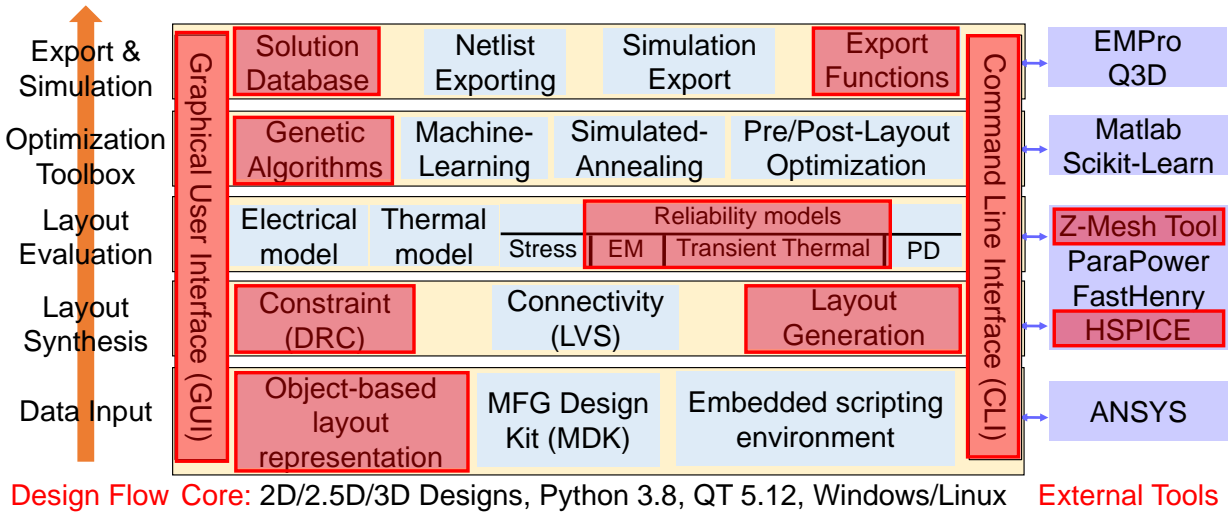 Export &
Simulation
Optimization
Toolbox
Layout
Evaluation
Layout
Synthesis
Data Input
Graphical User Interface (GUI)
Solution
Database
Netlist
Exporting
Simulation
Export
Export
Functions
Genetic
Algorithms
Machine-
Learning
Simulated-
Annealing
Pre/Post-Layout
Optimization
Electrical
model
Thermal
model
Reliability models
Stress
EM
Transient Thermal
PD
Constraint
(DRC)
Connectivity
(LVS)
Layout
Generation
Object-based
layout
representation
MFG Design
Kit (MDK)
Embedded scripting
environment
Command Line Interface (CLI)
EMPro
Q3D
Matlab
Scikit-Learn
Z-Mesh Tool
ParaPower
FastHenry
HSPICE
ANSYS
Design Flow Core: 2D/2.5D/3D Designs, Python 3.8, QT 5.12, Windows/Linux External Tools